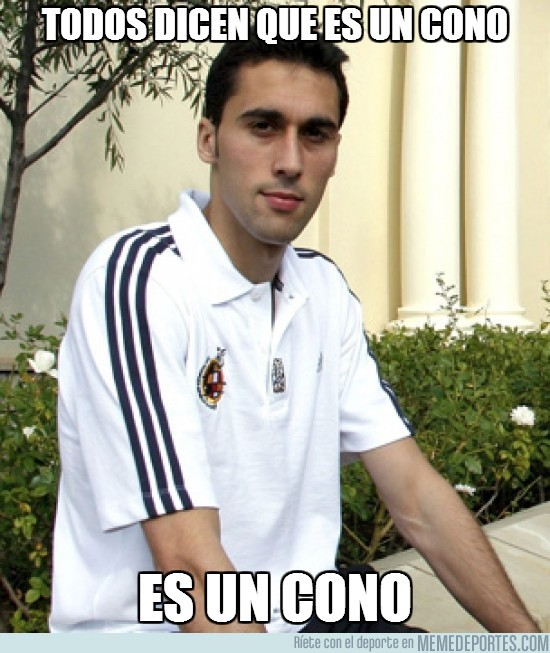 TODOS DICEN QUE ES UN CONO
ES UN CONO
Ríete con el deporte en MEMEDEPORTES.COM